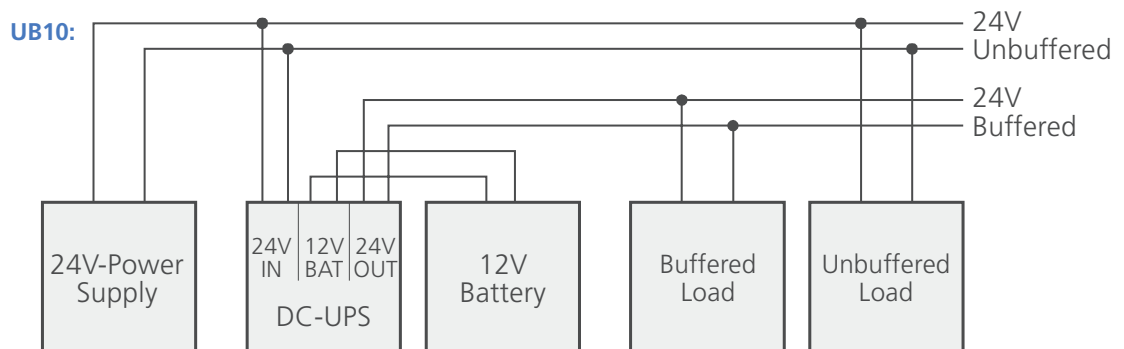 UB10:
24V
Unbuffered
24V
Buffered
24V-Power
Supply
24V
IN
12V
BAT
24V
OUT
DC-UPS
12V
Battery
Buffered
Load
Unbuffered
Load